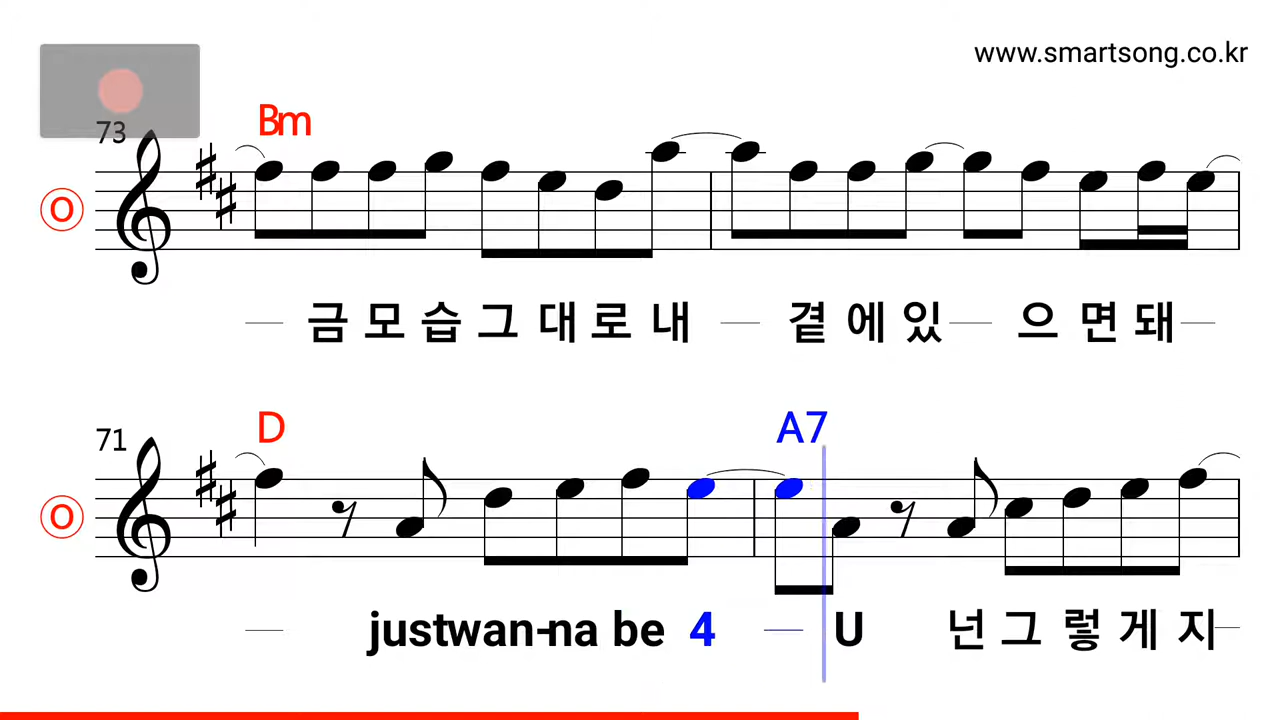 www.smartsong.co.kr
73
Bm
O
금 모 습 그 대 로 내 곁 에 있 으 면 돼
71
D A7
O
justwan-na be 4 U 넌 그 렇 게 지